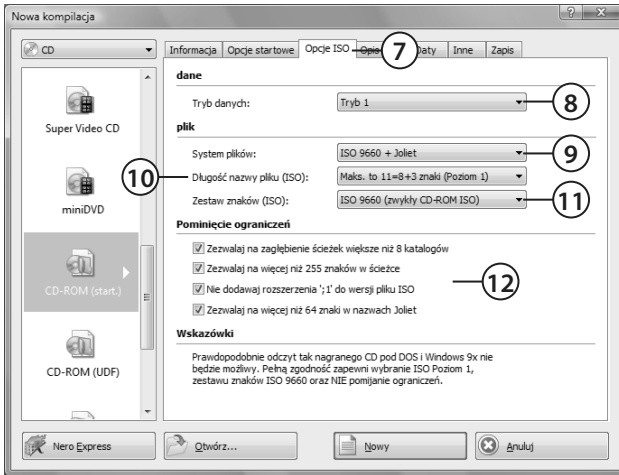 Nowa kompilacja
CD
Informacja Opcje startowe Opcje ISO Opis Daty Inne Zapis
7
dane
Tryb danych: Tryb 1
8
plik
System plików: ISO 9660 + Joliet
9
10
Długość nazwy pliku (ISO): Maks. to 11=8+3 znaki (Poziom 1)
Zestaw znaków (ISO): ISO 9660 (zwykły CD-ROM ISO)
11
Pominięcie ograniczeń
Zezwalaj na zagłębienie ścieżek większe niż 8 katalogów
Zezwalaj na więcej niż 255 znaków w ścieżce
Nie dodawaj rozszerzenia ';1' do wersji pliku ISO
Zezwalaj na więcej niż 64 znaki w nazwach Joliet
12
Wskazówki
Prawdopodobnie odczyt tak nagranego CD pod DOS i Windows 9x nie
będzie możliwy. Pełną zgodność zapewni wybranie ISO Poziom 1,
zestawu znaków ISO 9660 oraz NIE pomijanie ograniczeń.
Super Video CD
miniDVD
CD-ROM (start.)
CD-ROM (UDF)
Nero Express
Otwórz...
Nowy
Anuluj